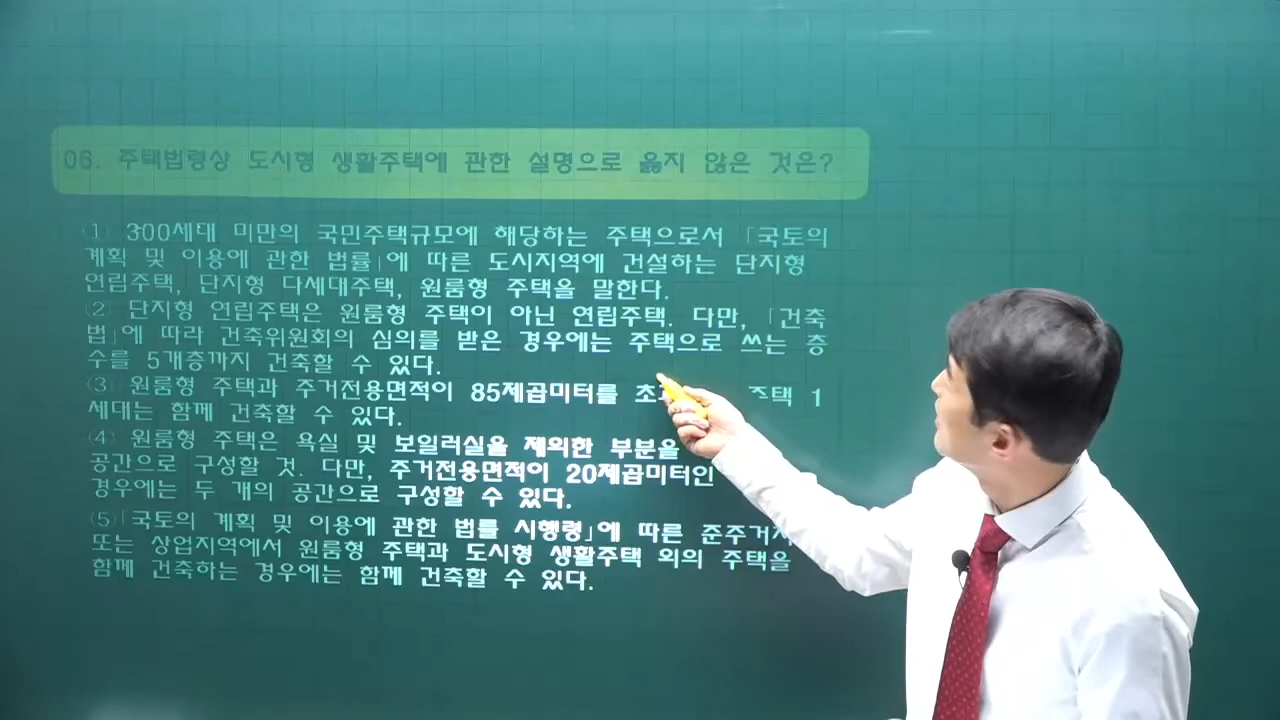 06. 주택법령상 도시형 생활주택에 관한 설명으로 옳지 않은 것은?
(1) 300세대 미만의 국민주택규모에 해당하는 주택으로서 「국토의
계획 및 이용에 관한 법률」에 따른 도시지역에 건설하는 단지형
연립주택, 단지형 다세대주택, 원룸형 주택을 말한다.
(2) 단지형 연립주택은 원룸형 주택이 아닌 연립주택. 다만, 「건축
법」에 따라 건축위원회의 심의를 받은 경우에는 주택으로 쓰는 층
수를 5개층까지 건축할 수 있다.
(3) 원룸형 주택과 주거전용면적이 85제곱미터를 주택 1
세대는 함께 건축할 수 있다.
(4) 원룸형 주택은 욕실 및 보일러실을 제외한 부분을
공간으로 구성할 것. 다만, 주거전용면적이 20제곱미터인
경우에는 두 개의 공간으로 구성할 수 있다.
(5)「국토의 계획 및 이용에 관한 법률 시행령」에 따른
또는 상업지역에서 원룸형 주택과 도시형 생활주택 외의 주택을
함께 건축하는 경우에는 함께 건축할 수 있다.